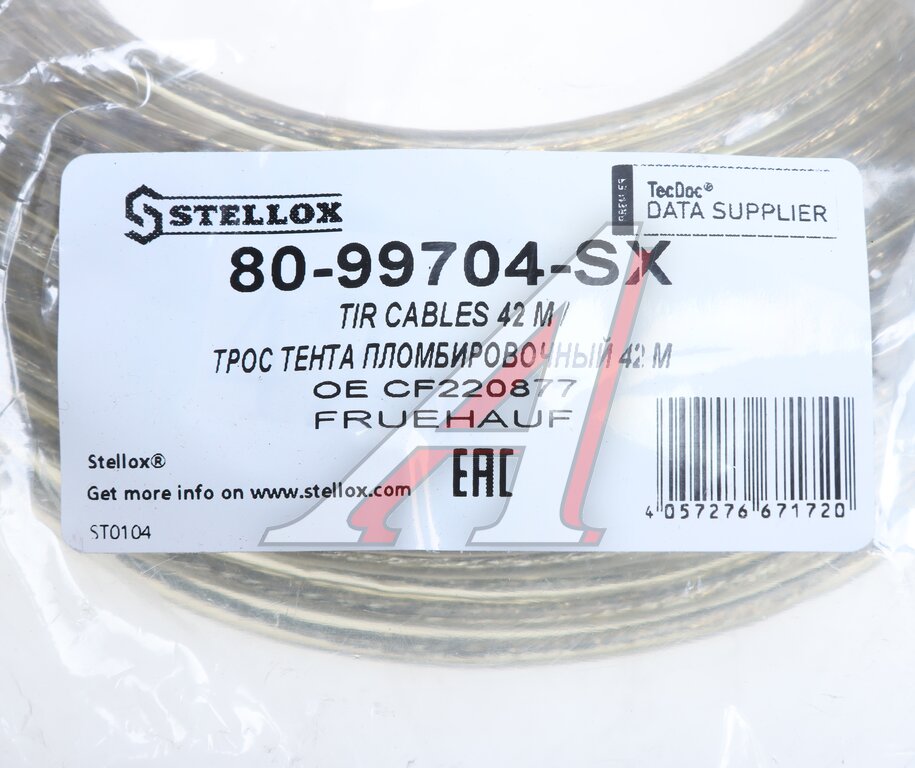 STELLOX
PREMIER
TecDoc®
DATA SUPPLIER
80-99704-SX
TIR CABLES 42 M /
ТРОС ТЕНТА ПЛОМБИРОВОЧНЫЙ 42 М
OE CF220877
FRUEHAUF
Stellox®
Get more info on www.stellox.com
ST0104
EAC
4 057276 671720